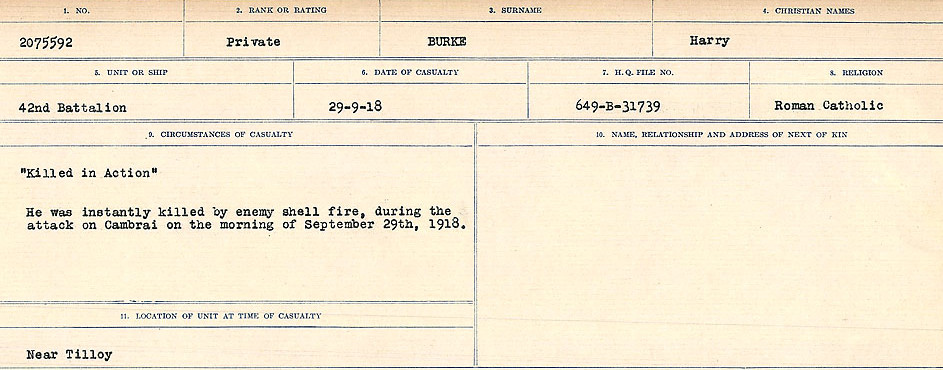 1. NO. 2. RANK OR RATING 3. SURNAME 4. CHRISTIAN NAMES
2075592 Private BURKE Harry
5. UNIT OR SHIP 6. DATE OF CASUALTY 7. H.Q. FILE NO. 8. RELIGION
42nd Battalion 29-9-18 649-B-31739 Roman Catholic
9. CIRCUMSTANCES OF CASUALTY 10. NAME, RELATIONSHIP AND ADDRESS OF NEXT OF KIN
"Killed in Action"
He was instantly killed by enemy shell fire, during the
attack on Cambrai on the morning of September 29th, 1918.
11. LOCATION OF UNIT AT TIME OF CASUALTY
Near Tilloy